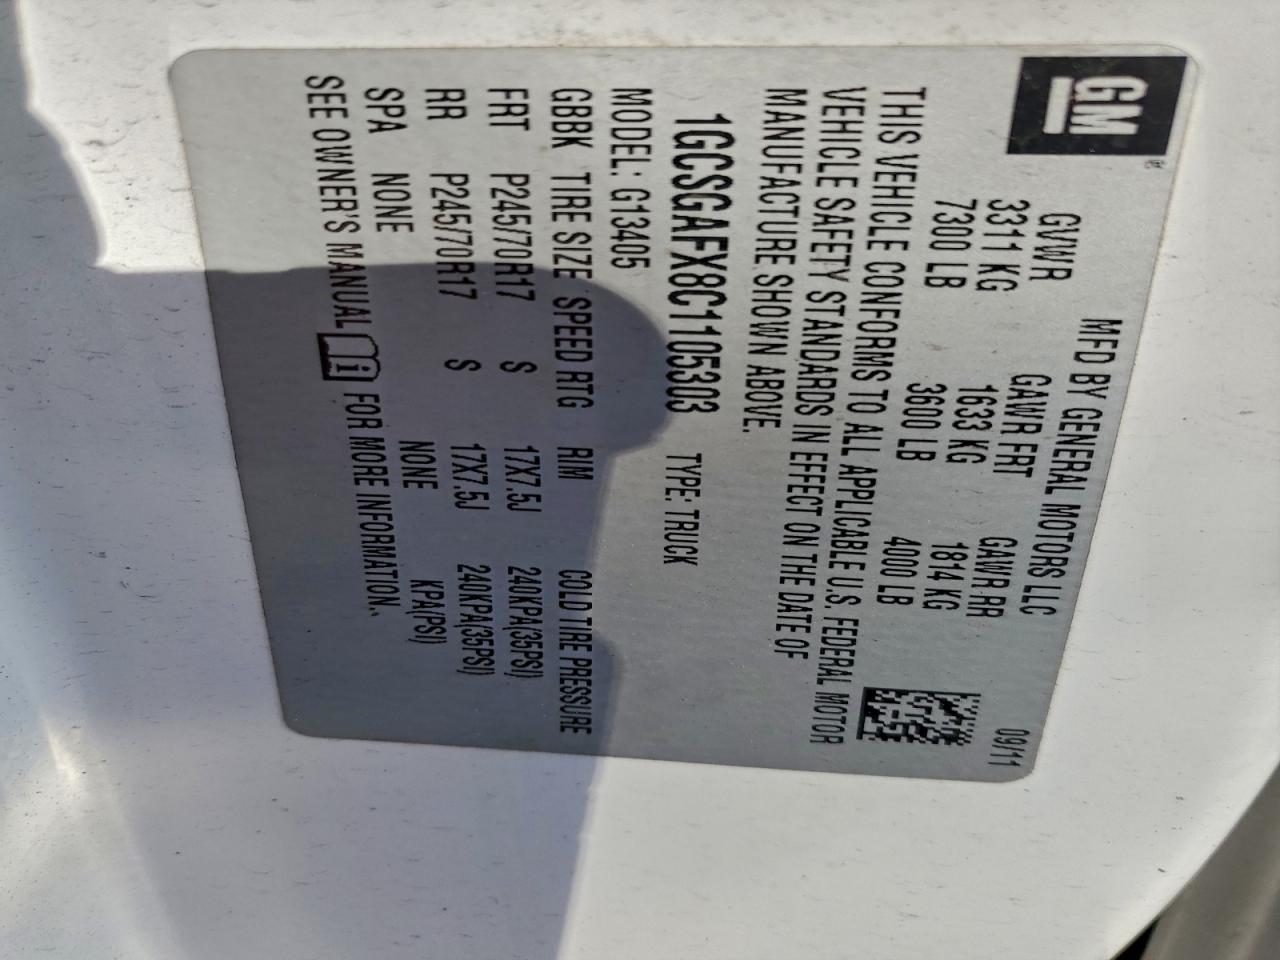 GM
MFD BY GENERAL MOTORS LLC 09/11
GVWR GAWR FRT GAWR RR
3311 KG 1633 KG 1814 KG
7300 LB 3600 LB 4000 LB
THIS VEHICLE CONFORMS TO ALL APPLICABLE U.S. FEDERAL MOTOR
VEHICLE SAFETY STANDARDS IN EFFECT ON THE DATE OF
MANUFACTURE SHOWN ABOVE.
1GCSGAFX8C1105303 TYPE: TRUCK
MODEL: G13405
GBBK TIRE SIZE SPEED RTG RIM COLD TIRE PRESSURE
FRT P245/70R17 S 17X7.5J 240KPA(35PSI)
RR P245/70R17 S 17X7.5J 240KPA(35PSI)
SPA NONE NONE KPA(PSI)
SEE OWNER'S MANUAL i FOR MORE INFORMATION.